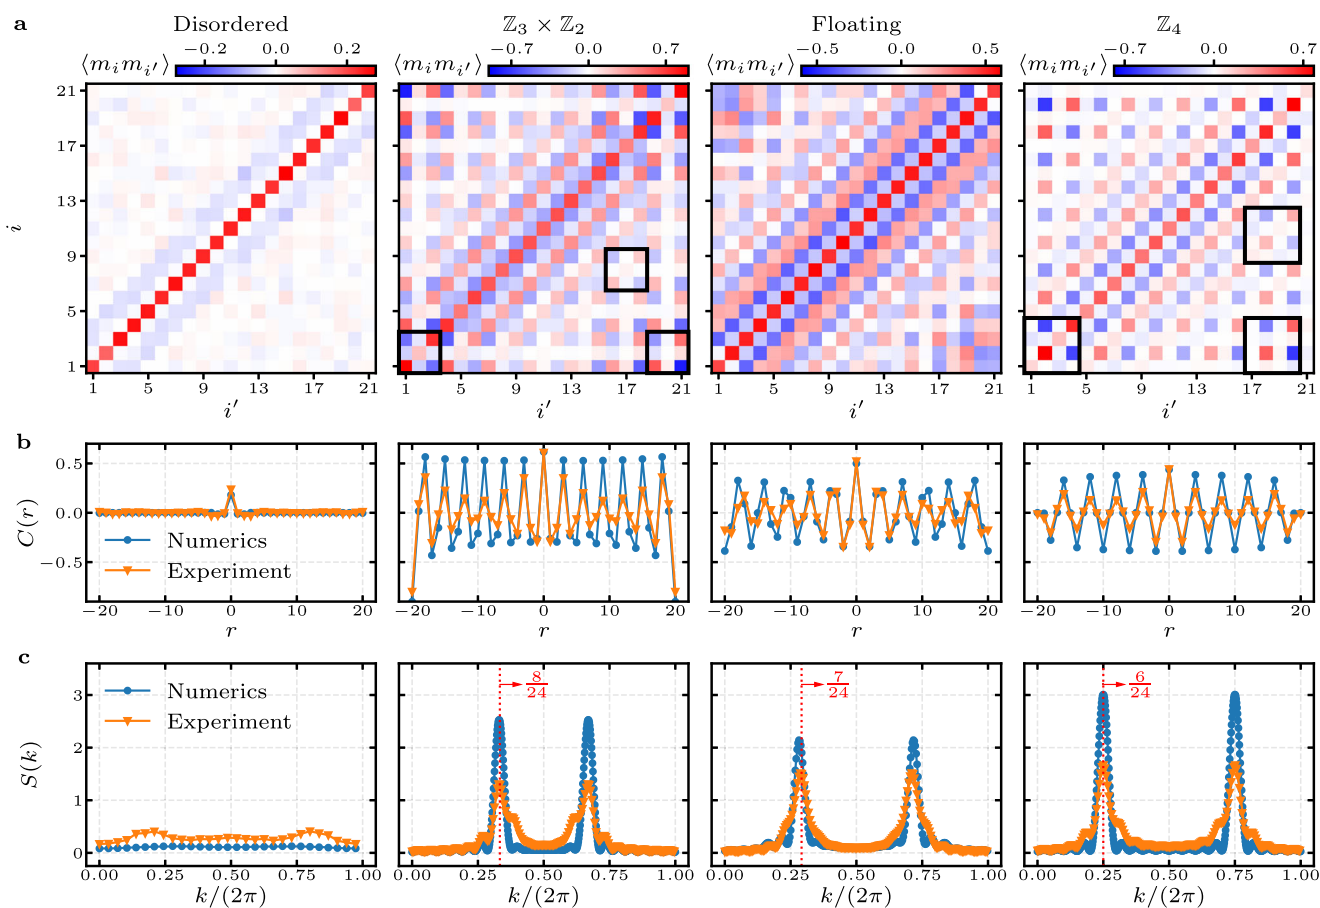 a
Disordered
ℤ₃ × ℤ₂
Floating
ℤ₄
−0.2 0.0 0.2
−0.7 0.0 0.7
−0.5 0.0 0.5
−0.7 0.0 0.7
⟨mᵢmᵢ′⟩
⟨mᵢmᵢ′⟩
⟨mᵢmᵢ′⟩
⟨mᵢmᵢ′⟩
21
17
13
9
5
1
i
1 5 9 13 17 21
1 5 9 13 17 21
1 5 9 13 17 21
1 5 9 13 17 21
i′
i′
i′
i′
b
0.5
0.0
−0.5
C(r)
Numerics
Experiment
−20 −10 0 10 20
−20 −10 0 10 20
−20 −10 0 10 20
−20 −10 0 10 20
r
r
r
r
c
3
2
1
0
S(k)
Numerics
Experiment
8/24
7/24
6/24
0.00 0.25 0.50 0.75 1.00
0.00 0.25 0.50 0.75 1.00
0.00 0.25 0.50 0.75 1.00
0.00 0.25 0.50 0.75 1.00
k/(2π)
k/(2π)
k/(2π)
k/(2π)